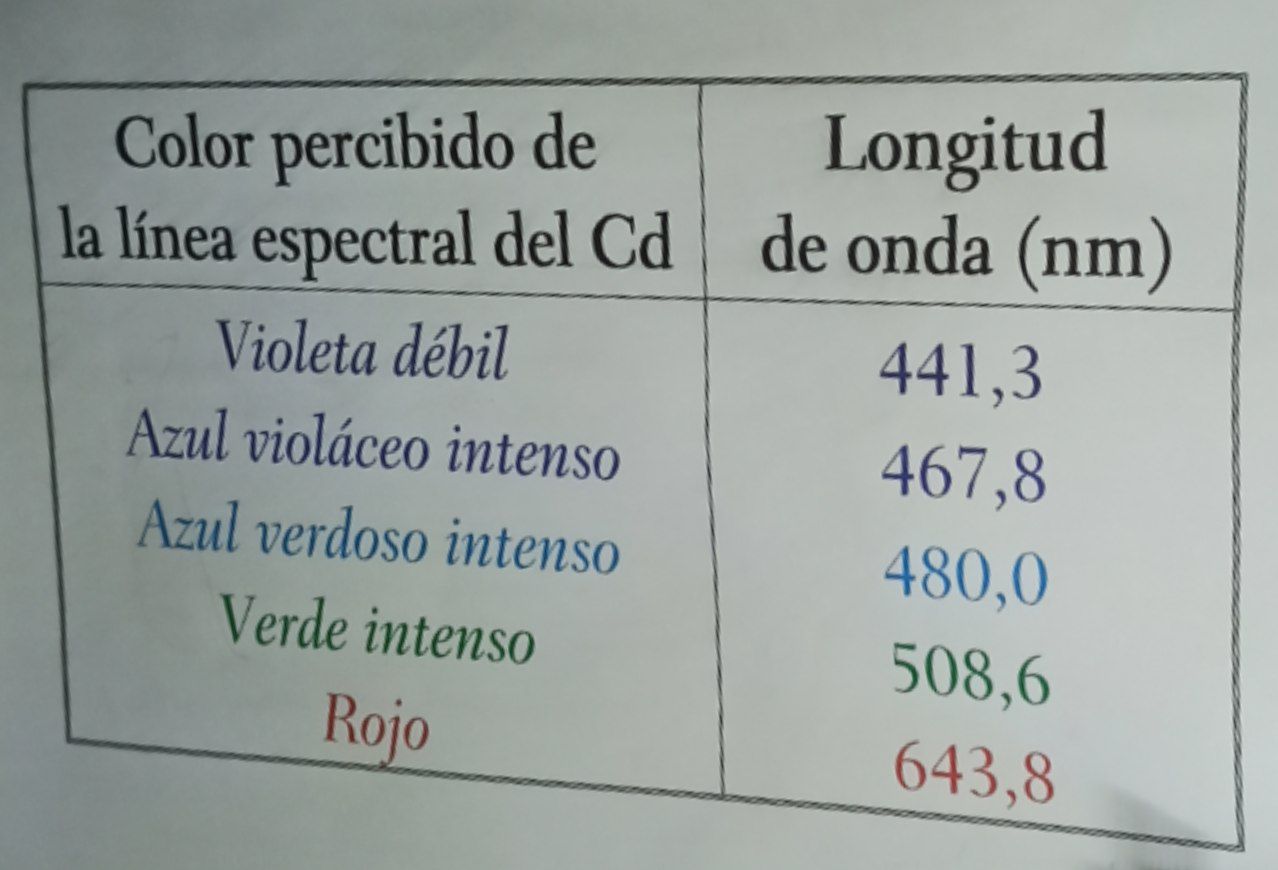 Color percibido de
la línea espectral del Cd
Longitud
de onda (nm)
Violeta débil 441,3
Azul violáceo intenso 467,8
Azul verdoso intenso 480,0
Verde intenso 508,6
Rojo 643,8